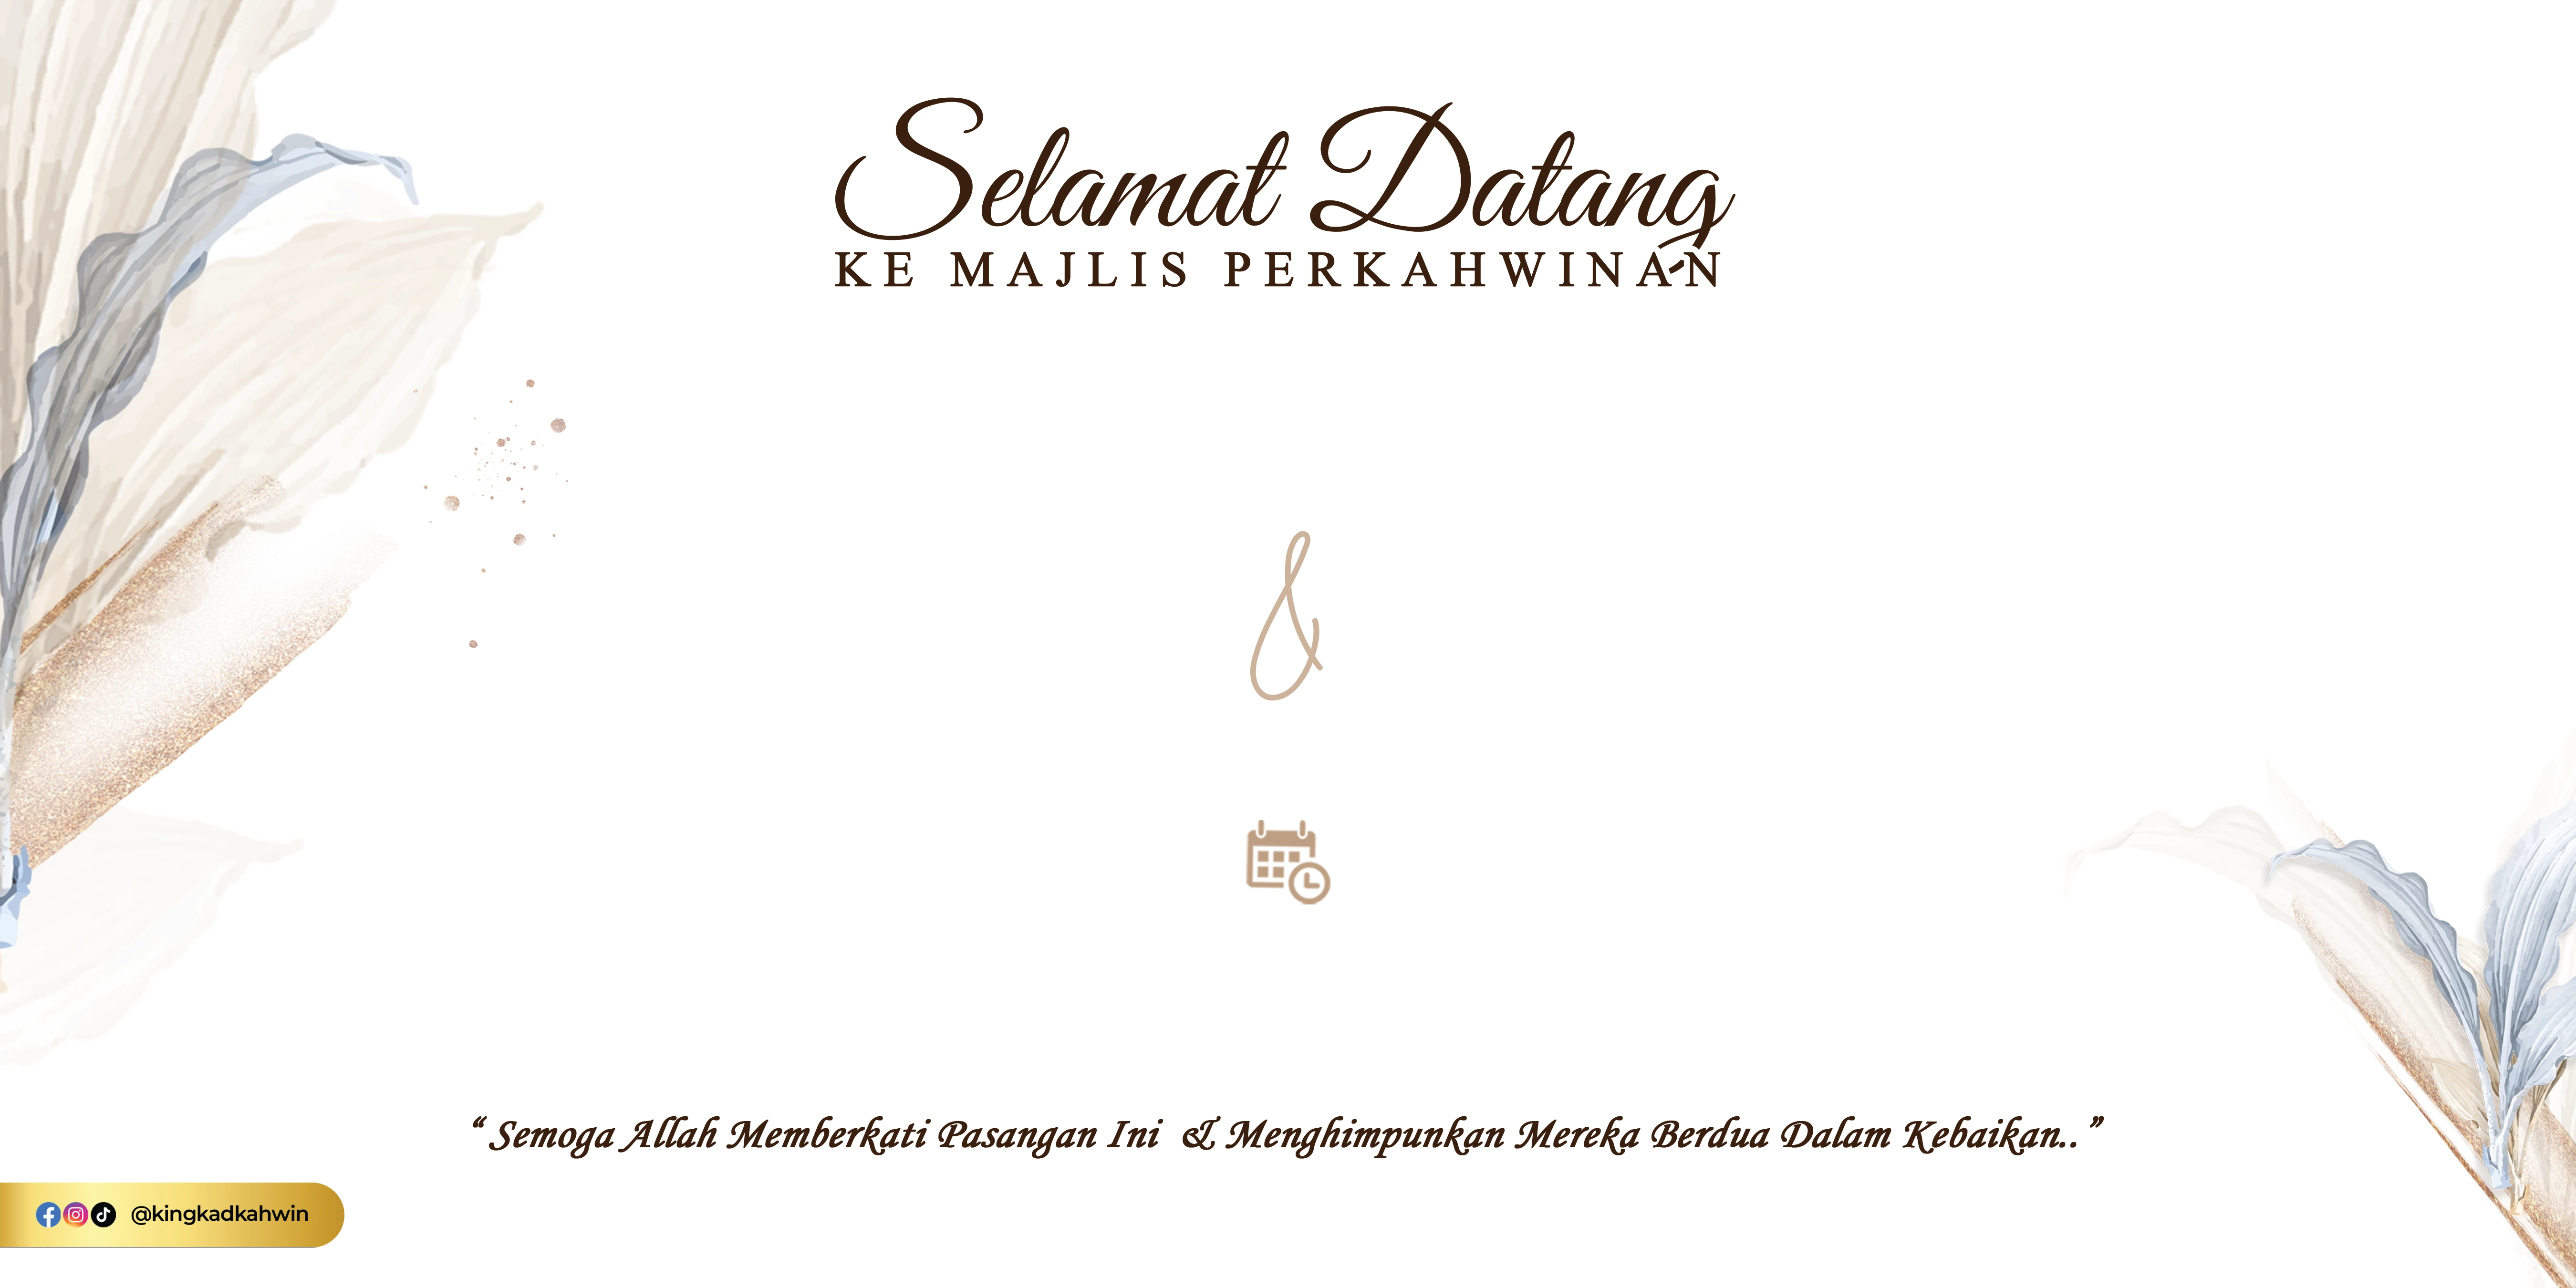 Selamat Datang
KE MAJLIS PERKAHWINAN
&
“ Semoga Allah Memberkati Pasangan Ini & Menghimpunkan Mereka Berdua Dalam Kebaikan.. ”
@kingkadkahwin